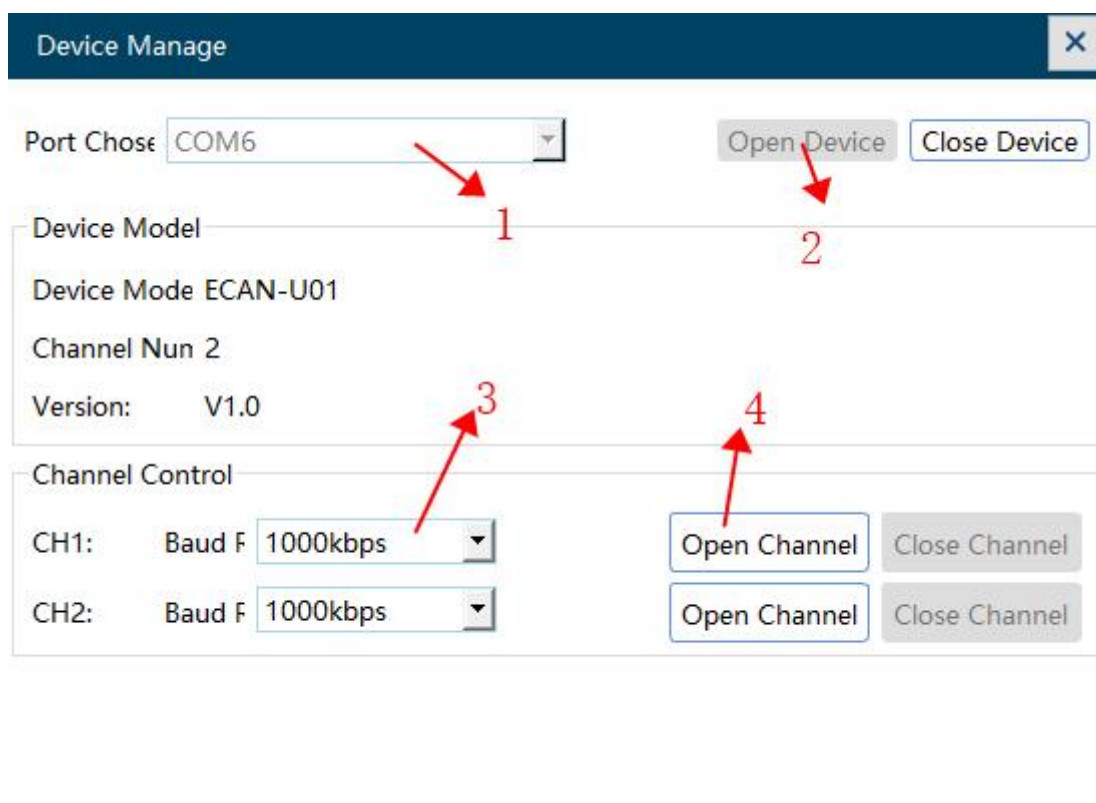 Device Manage
Port Chose COM6 Open Device Close Device
1
2
Device Model
Device Mode ECAN-U01
Channel Nun 2
Version: V1.0
3
4
Channel Control
CH1: Baud F 1000kbps Open Channel Close Channel
CH2: Baud F 1000kbps Open Channel Close Channel